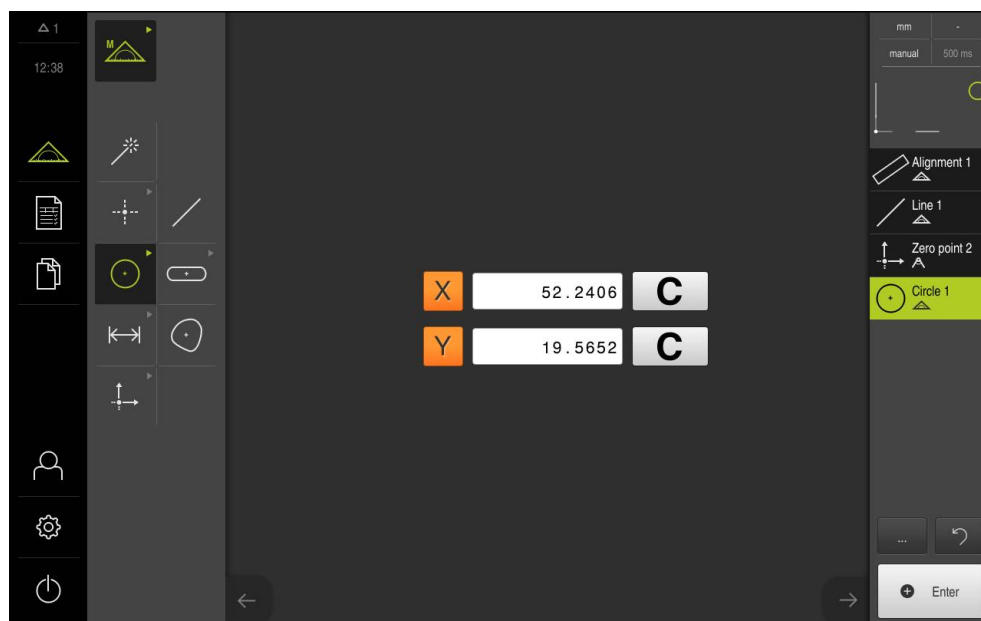 1
12:38
M
X 52.2406 C
Y 19.5652 C
mm -
manual 500 ms
Alignment 1
Line 1
Zero point 2
Circle 1
...
Enter